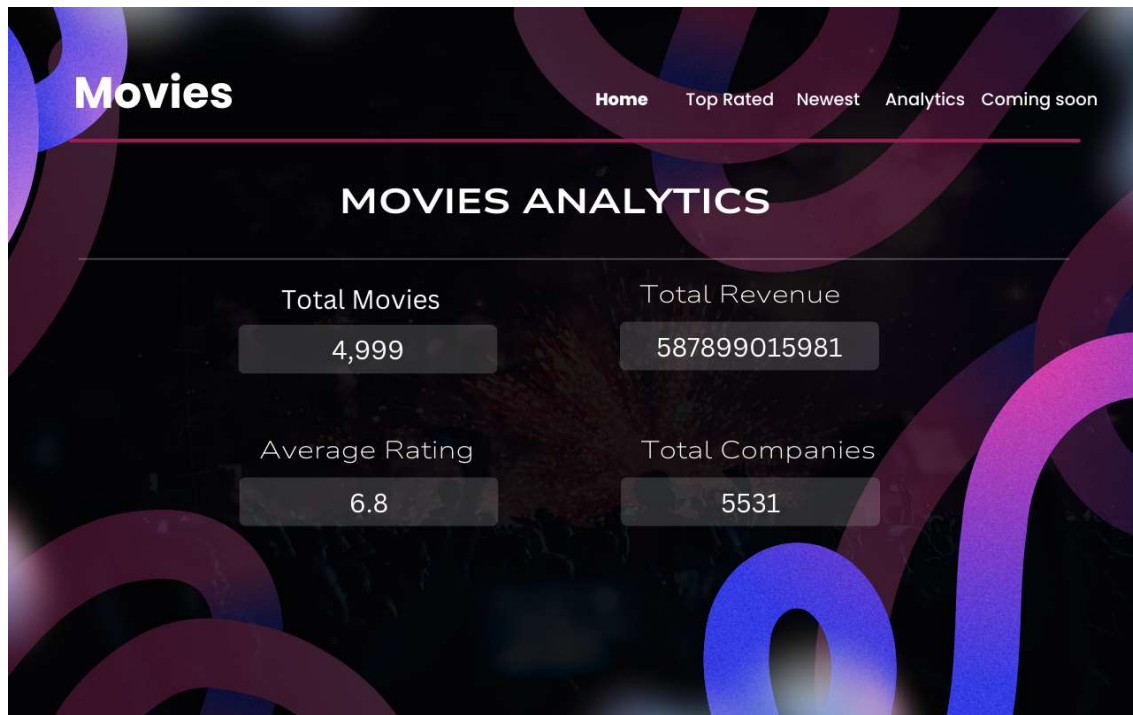 Movies
Home Top Rated Newest Analytics Coming soon
MOVIES ANALYTICS
Total Movies
Total Revenue
4,999
587899015981
Average Rating
Total Companies
6.8
5531